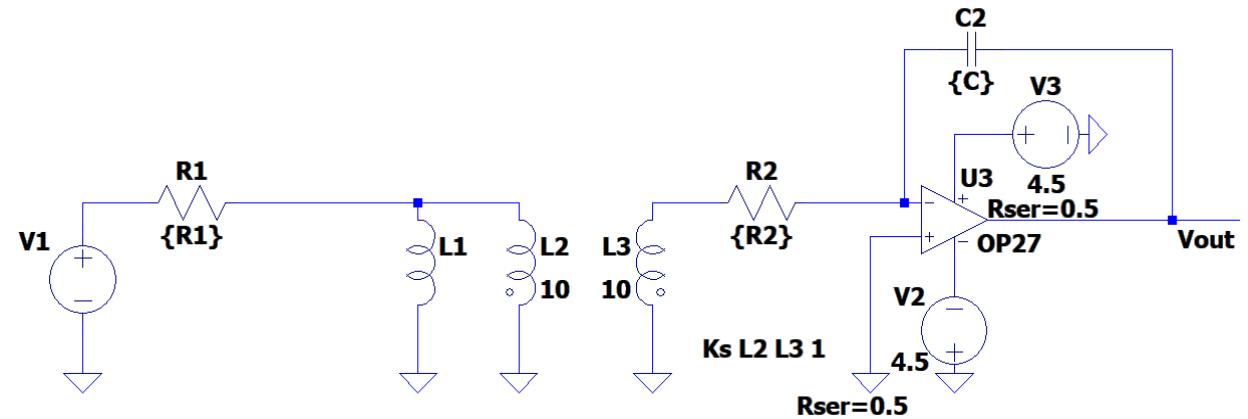 C2
{C}
V3
R1
R2
U3
4.5
{R1}
{R2}
Rser=0.5
V1
L1
L2
L3
OP27
Vout
10
10
V2
Ks L2 L3 1
4.5
Rser=0.5